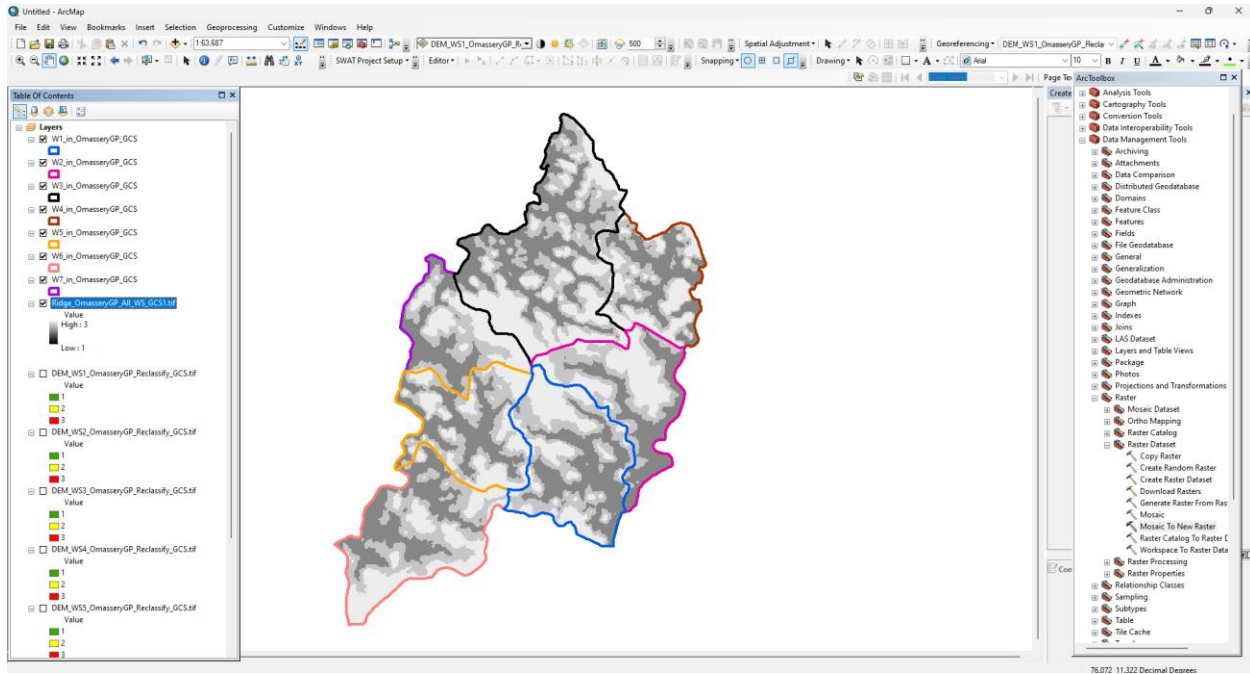 Untitled - ArcMap
File Edit View Bookmarks Insert Selection Geoprocessing Customize Windows Help
1:63,687 DEM_WS1_OmasseryGP_R 500 Spatial Adjustment Georeferencing DEM_WS1_OmasseryGP_Recla
SWAT Project Setup Editor Snapping Drawing A Arial 10 B I U A
Page Te
Table Of Contents
Layers
W1_in_OmasseryGP_GCS
W2_in_OmasseryGP_GCS
W3_in_OmasseryGP_GCS
W4_in_OmasseryGP_GCS
W5_in_OmasseryGP_GCS
W6_in_OmasseryGP_GCS
W7_in_OmasseryGP_GCS
Ridge_OmasseryGP_All_WS_GCS1.tif
Value
High : 3
Low : 1
DEM_WS1_OmasseryGP_Reclassify_GCS.tif
Value
1
2
3
DEM_WS2_OmasseryGP_Reclassify_GCS.tif
Value
1
2
3
DEM_WS3_OmasseryGP_Reclassify_GCS.tif
Value
1
2
3
DEM_WS4_OmasseryGP_Reclassify_GCS.tif
Value
1
2
3
DEM_WS5_OmasseryGP_Reclassify_GCS.tif
Value
1
2
3
Create
Con
ArcToolbox
Analysis Tools
Cartography Tools
Conversion Tools
Data Interoperability Tools
Data Management Tools
Archiving
Attachments
Data Comparison
Distributed Geodatabase
Domains
Feature Class
Features
Fields
File Geodatabase
General
Generalization
Geodatabase Administration
Geometric Network
Graph
Indexes
Joins
LAS Dataset
Layers and Table Views
Package
Photos
Projections and Transformations
Raster
Mosaic Dataset
Ortho Mapping
Raster Catalog
Raster Dataset
Copy Raster
Create Random Raster
Create Raster Dataset
Download Rasters
Generate Raster From Ras
Mosaic
Mosaic To New Raster
Raster Catalog To Raster D
Workspace To Raster Data
Raster Processing
Raster Properties
Relationship Classes
Sampling
Subtypes
Table
Tile Cache
76.072 11.322 Decimal Degrees